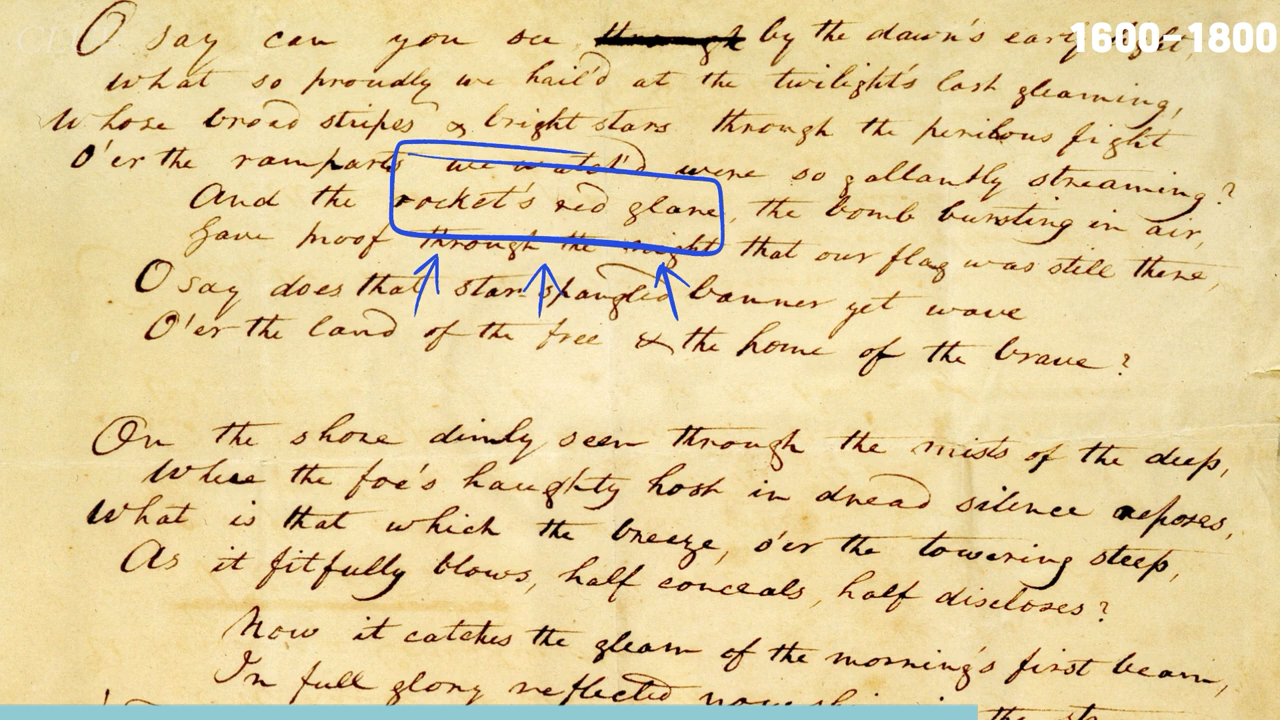 1600-1800
O say can you see through by the dawn's early light,
What so proudly we hail'd at the twilight's last gleaming,
Whose broad stripes & bright stars through the perilous fight
O'er the ramparts we watch'd were so gallantly streaming?
And the rocket's red glare, the bomb bursting in air,
Gave proof through the night that our flag was still there,
O say does that star-spangled banner yet wave
O'er the land of the free & the home of the brave?
On the shore dimly seen through the mists of the deep,
Where the foe's haughty host in dread silence reposes,
What is that which the breeze, o'er the towering steep,
As it fitfully blows, half conceals, half discloses?
Now it catches the gleam of the morning's first beam,
In full glory reflected now in the